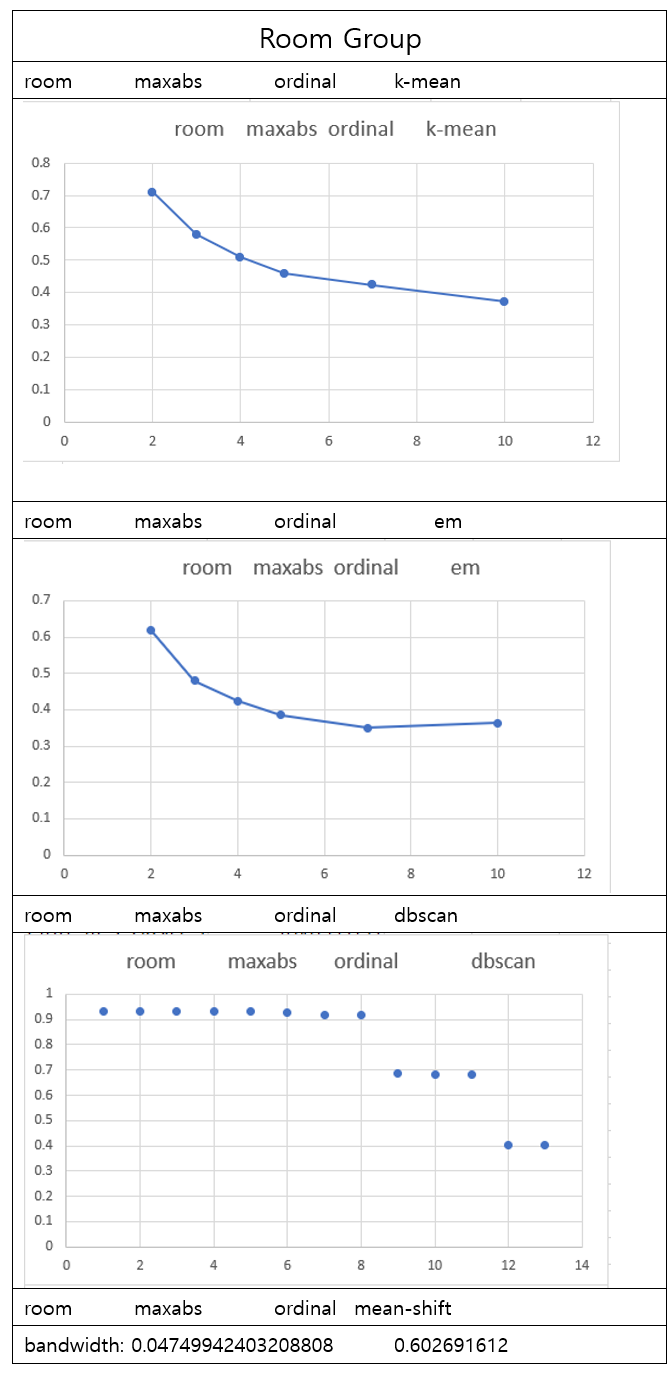 Room Group
room maxabs ordinal k-mean
room maxabs ordinal k-mean
0.8
0.7
0.6
0.5
0.4
0.3
0.2
0.1
0
0 2 4 6 8 10 12
room maxabs ordinal em
room maxabs ordinal em
0.7
0.6
0.5
0.4
0.3
0.2
0.1
0
0 2 4 6 8 10 12
room maxabs ordinal dbscan
room maxabs ordinal dbscan
1
0.9
0.8
0.7
0.6
0.5
0.4
0.3
0.2
0.1
0
0 2 4 6 8 10 12 14
room maxabs ordinal mean-shift
bandwidth: 0.04749942403208808 0.602691612